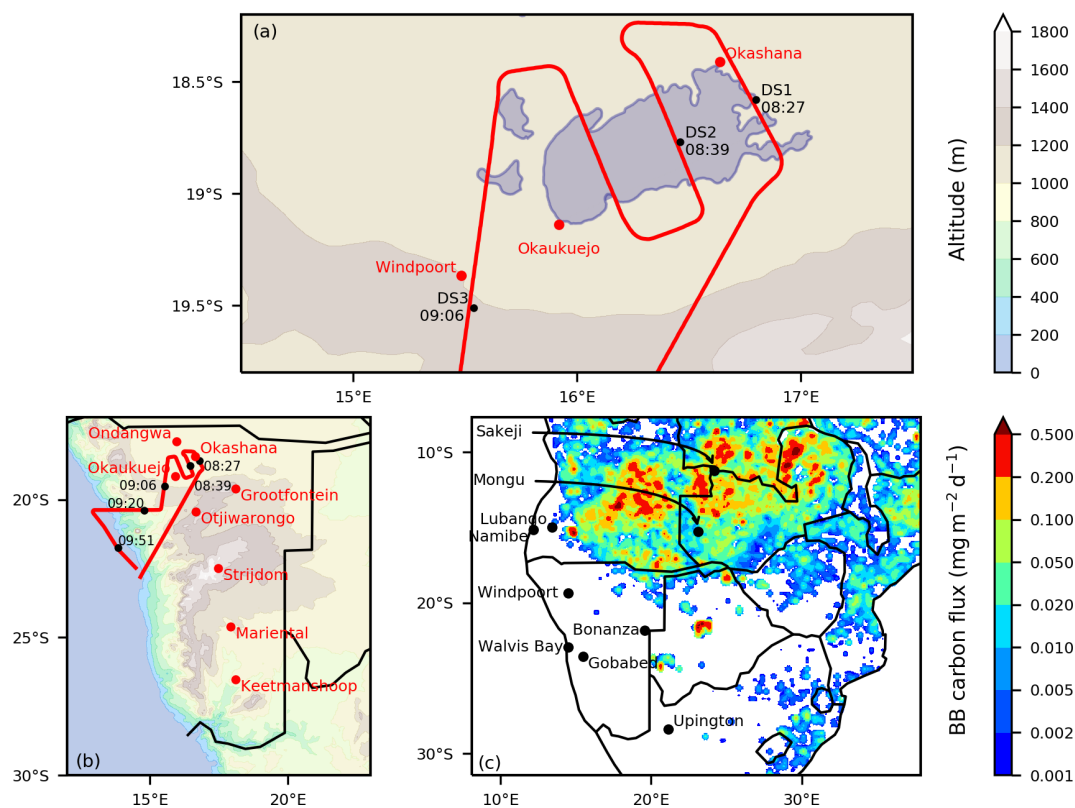 (a)
Okashana
DS1
08:27
DS2
08:39
Okaukuejo
Windpoort
DS3
09:06
18.5°S
19°S
19.5°S
15°E
16°E
17°E
1800
1600
1400
1200
1000
800
600
400
200
0
Altitude (m)
Ondangwa
Okashana
Okaukuejo
08:27
09:06
08:39
09:20
Grootfontein
Otjiwarongo
09:51
Strijdom
Mariental
Keetmanshoop
(b)
20°S
25°S
30°S
15°E
20°E
Sakeji
Mongu
Lubango
Namibe
Windpoort
Bonanza
Walvis Bay
Gobabeb
Upington
(c)
10°S
20°S
30°S
10°E
20°E
30°E
0.500
0.200
0.100
0.050
0.020
0.010
0.005
0.002
0.001
BB carbon flux (mg m⁻² d⁻¹)